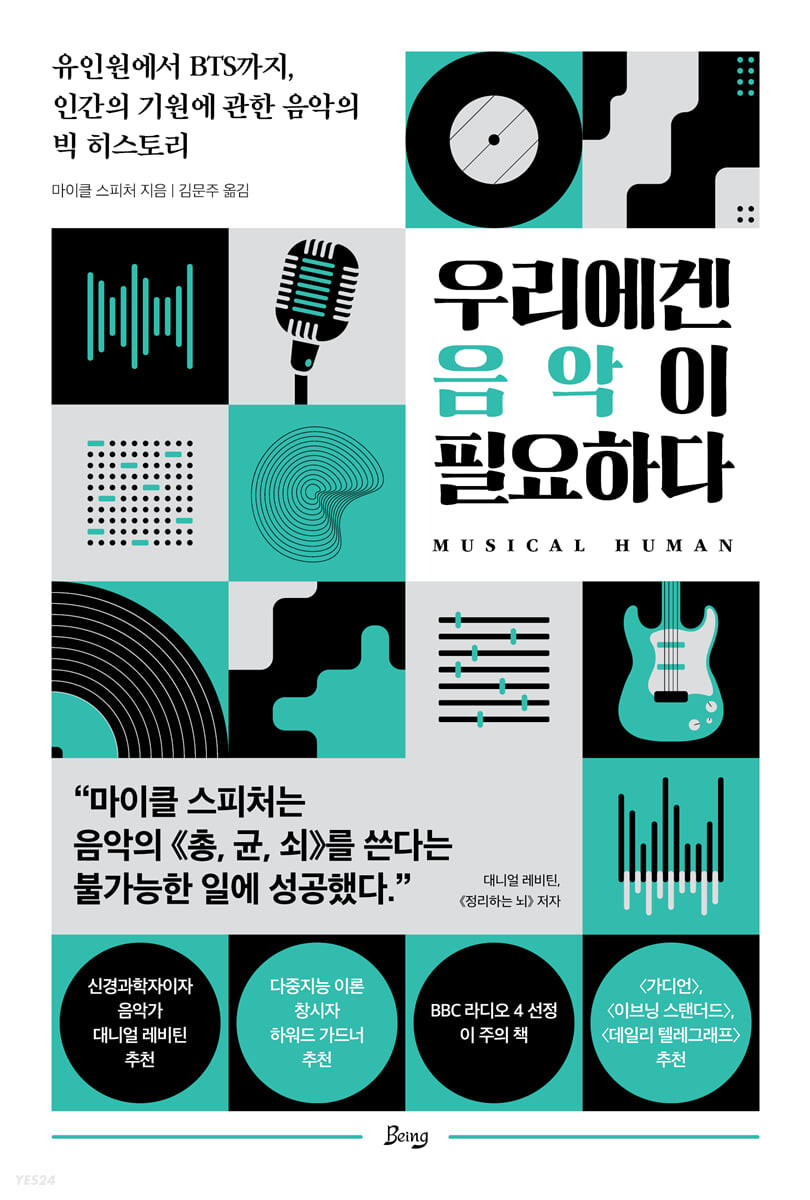 유인원에서 BTS까지,
인간의 기원에 관한 음악의
빅 히스토리
마이클 스피처 지음 | 김문주 옮김
우리에겐
음악이
필요하다
MUSICAL HUMAN
“마이클 스피처는
음악의 《총, 균, 쇠》를 쓴다는
불가능한 일에 성공했다.”
대니얼 레비틴,
《정리하는 뇌》 저자
신경과학자이자
음악가
대니얼 레비틴
추천
다중지능 이론
창시자
하워드 가드너
추천
BBC 라디오 4 선정
이 주의 책
〈가디언〉,
〈이브닝 스탠더드〉,
〈데일리 텔레그래프〉
추천
Being
YES24